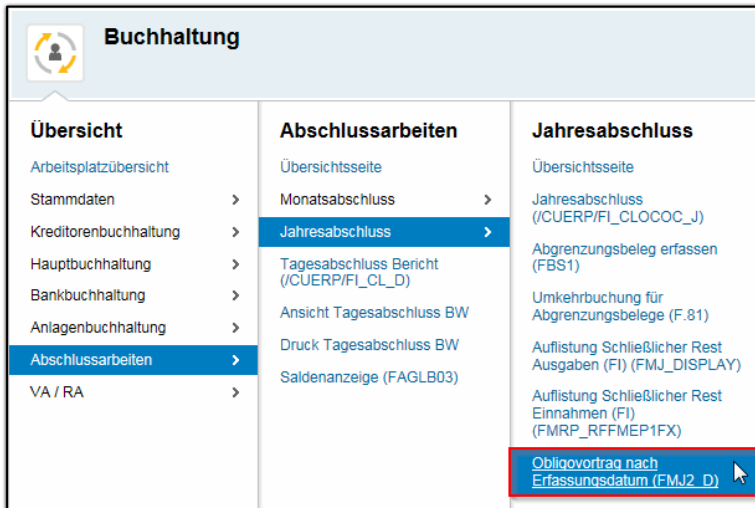 Buchhaltung
Übersicht
Arbeitsplatzübersicht
Stammdaten
Kreditorenbuchhaltung
Hauptbuchhaltung
Bankbuchhaltung
Anlagenbuchhaltung
Abschlussarbeiten
VA / RA
Abschlussarbeiten
Übersichtsseite
Monatsabschluss
Jahresabschluss
Tagesabschluss Bericht
(/CUERP/FI_CL_D)
Ansicht Tagesabschluss BW
Druck Tagesabschluss BW
Saldenanzeige (FAGLB03)
Jahresabschluss
Übersichtsseite
Jahresabschluss
(/CUERP/FI_CLOCOC_J)
Abgrenzungsbeleg erfassen
(FBS1)
Umkehrbuchung für
Abgrenzungsbelege (F.81)
Auflistung Schließlicher Rest
Ausgaben (FI) (FMJ_DISPLAY)
Auflistung Schließlicher Rest
Einnahmen (FI)
(FMRP_RFFMEP1FX)
Obligovortrag nach
Erfassungsdatum (FMJ2_D)